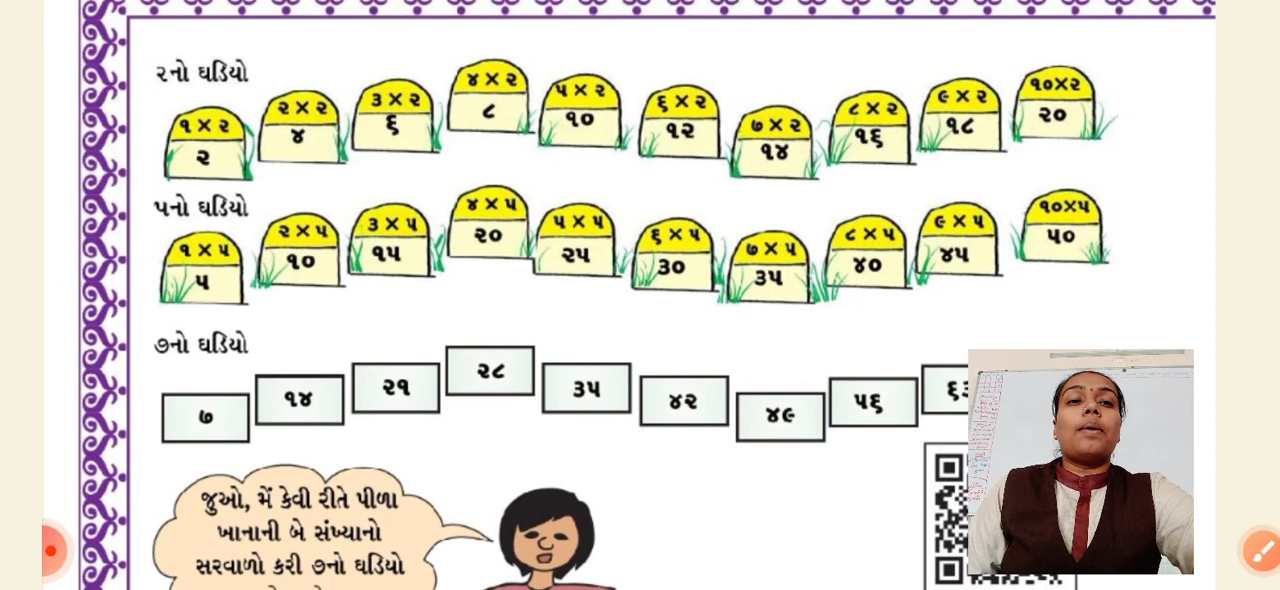 ૨નો ઘડિયો
૧ × ૨ ૨ × ૨ ૩ × ૨ ૪ × ૨ ૫ × ૨ ૬ × ૨ ૭ × ૨ ૮ × ૨ ૯ × ૨ ૧૦×૨
૨ ૪ ૬ ૮ ૧૦ ૧૨ ૧૪ ૧૬ ૧૮ ૨૦
૫નો ઘડિયો
૧ × ૫ ૨ × ૫ ૩ × ૫ ૪ × ૫ ૫ × ૫ ૬ × ૫ ૭ × ૫ ૮ × ૫ ૯ × ૫ ૧૦×૫
૫ ૧૦ ૧૫ ૨૦ ૨૫ ૩૦ ૩૫ ૪૦ ૪૫ ૫૦
૭નો ઘડિયો
૭ ૧૪ ૨૧ ૨૮ ૩૫ ૪૨ ૪૯ ૫૬
જુઓ, મેં કેવી રીતે પીળા
ખાનાની બે સંખ્યાનો
સરવાળો કરી ૭નો ઘડિયો